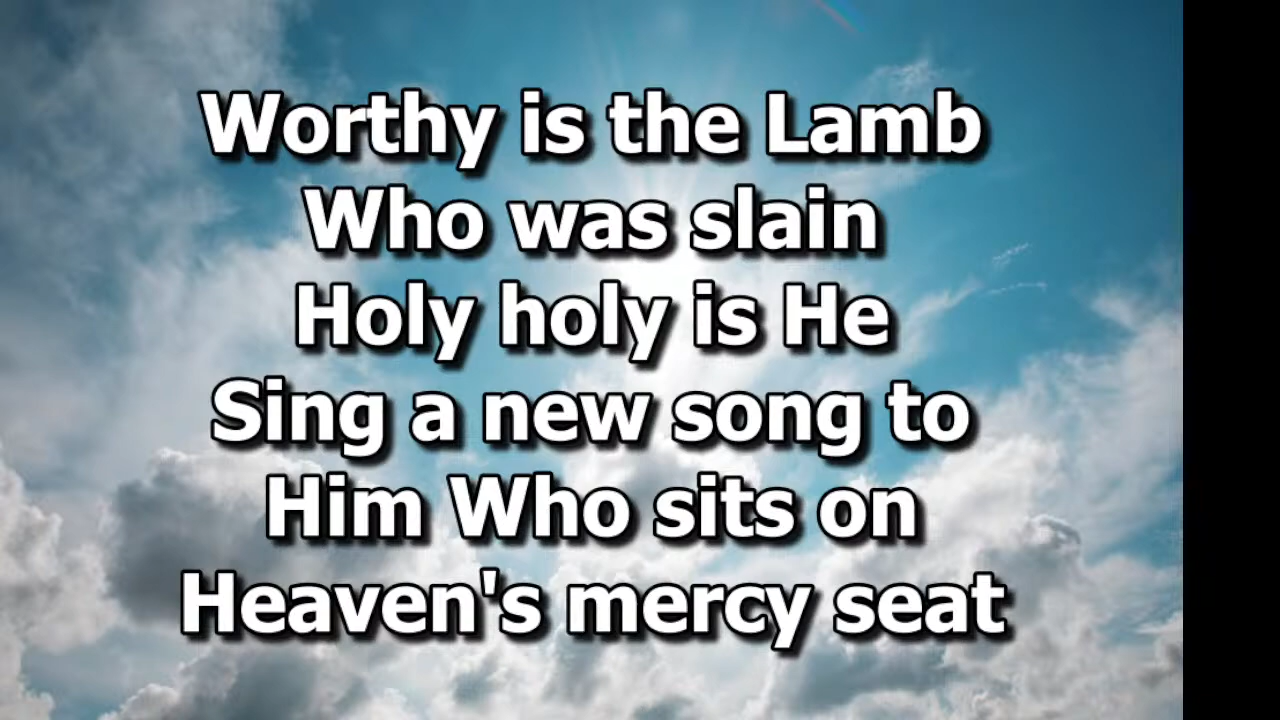 Worthy is the Lamb
Who was slain
Holy holy is He
Sing a new song to
Him Who sits on
Heaven's mercy seat